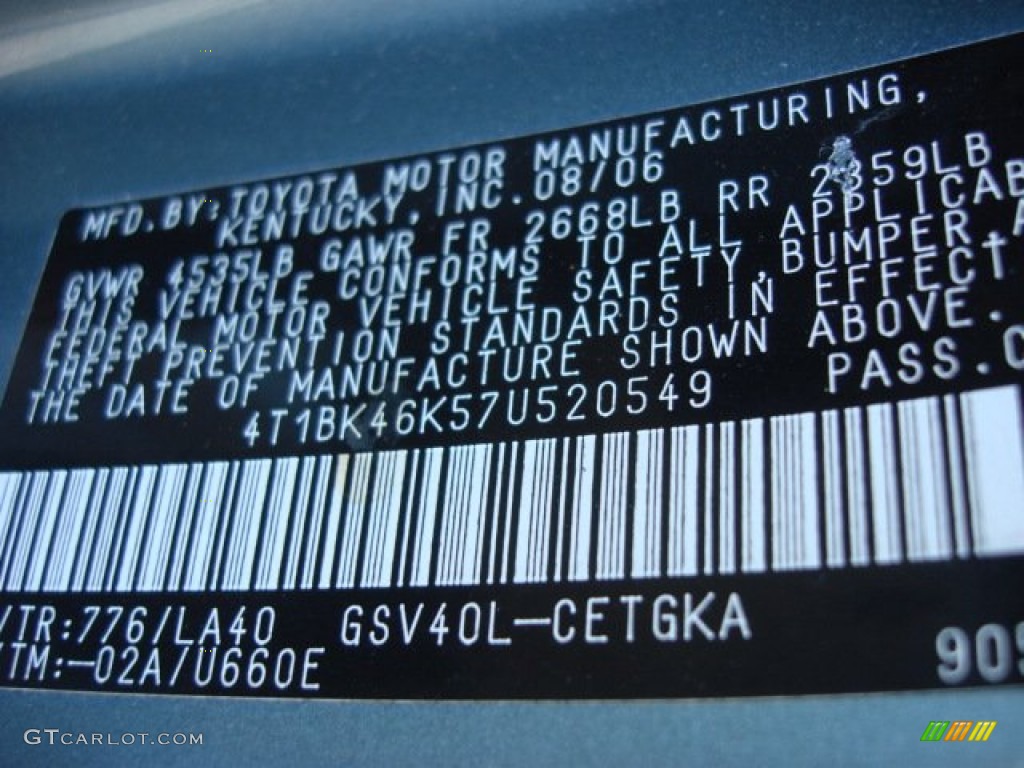 MFD. BY: TOYOTA MOTOR MANUFACTURING,
KENTUCKY, INC. 08/06
GVWR 4535LB GAWR FR 2668LB RR 2359LB
THIS VEHICLE CONFORMS TO ALL APPLICAB
FEDERAL MOTOR VEHICLE SAFETY, BUMPER, A
THEFT PREVENTION STANDARDS IN EFFECT
THE DATE OF MANUFACTURE SHOWN ABOVE.
4T1BK46K57U520549 PASS. C
/TR:776/LA40 GSV40L-CETGKA
/TM:-02A/U660E 90
GTCARLOT.COM